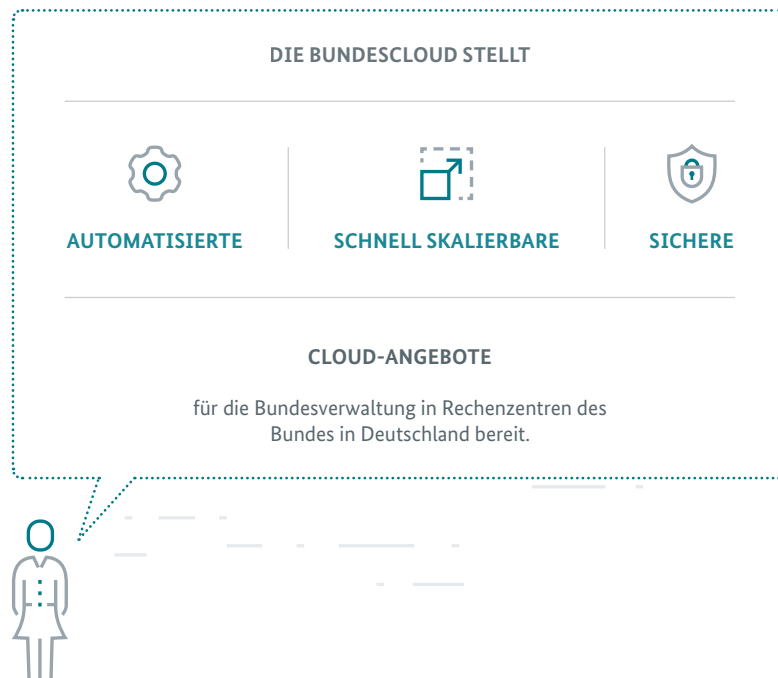 DIE BUNDESCLOUD STELLT
AUTOMATISIERTE
SCHNELL SKALIERBARE
SICHERE
CLOUD-ANGEBOTE
für die Bundesverwaltung in Rechenzentren des
Bundes in Deutschland bereit.